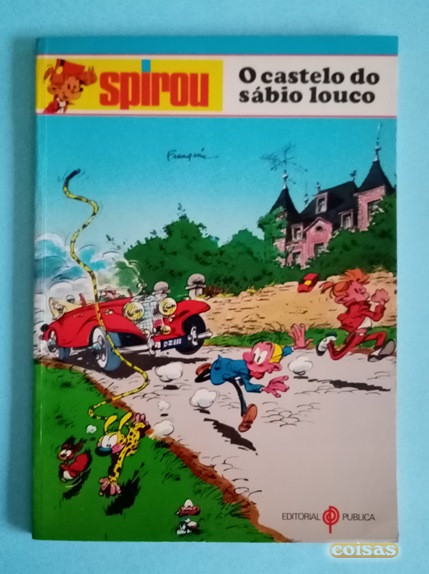 spirou
O castelo do
sábio louco
Franquin
EDITORIAL PUBLICA
coisas